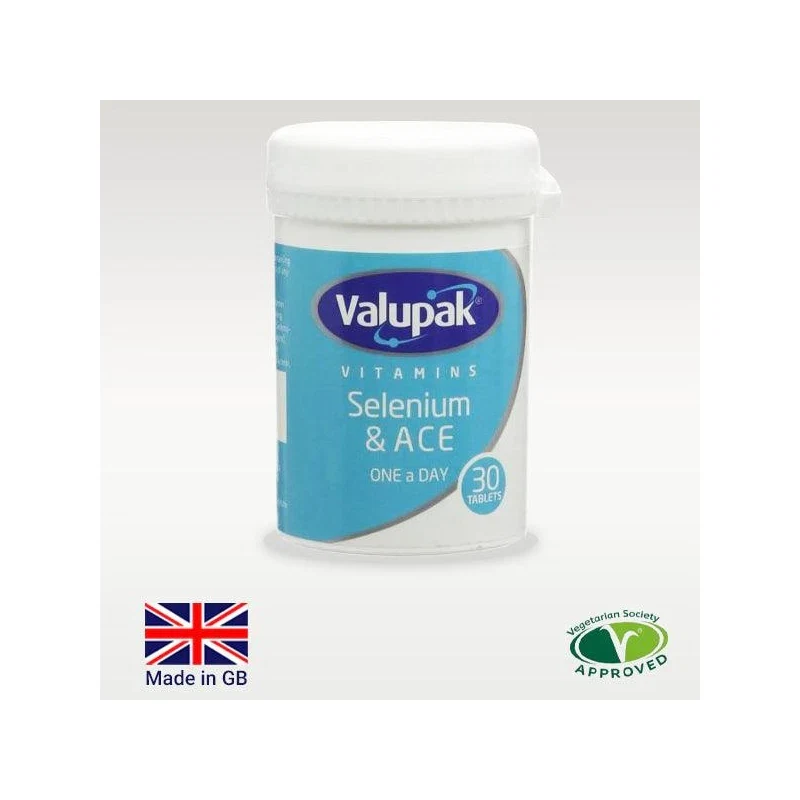 Valupak®
VITAMINS
Selenium
& ACE
ONE a DAY
30
TABLETS
Made in GB
Vegetarian Society
V
APPROVED